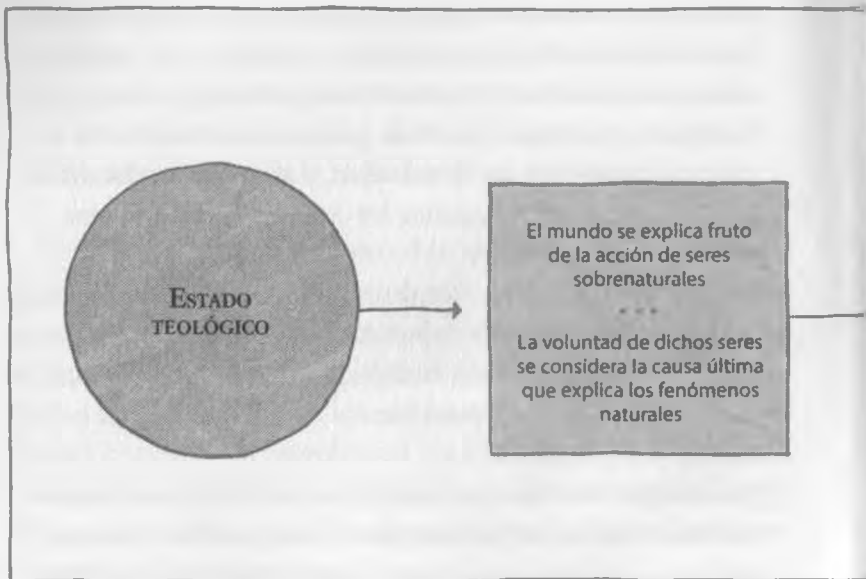 ESTADO
TEOLÓGICO
El mundo se explica fruto
de la acción de seres
sobrenaturales
• • •
La voluntad de dichos seres
se considera la causa última
que explica los fenómenos
naturales